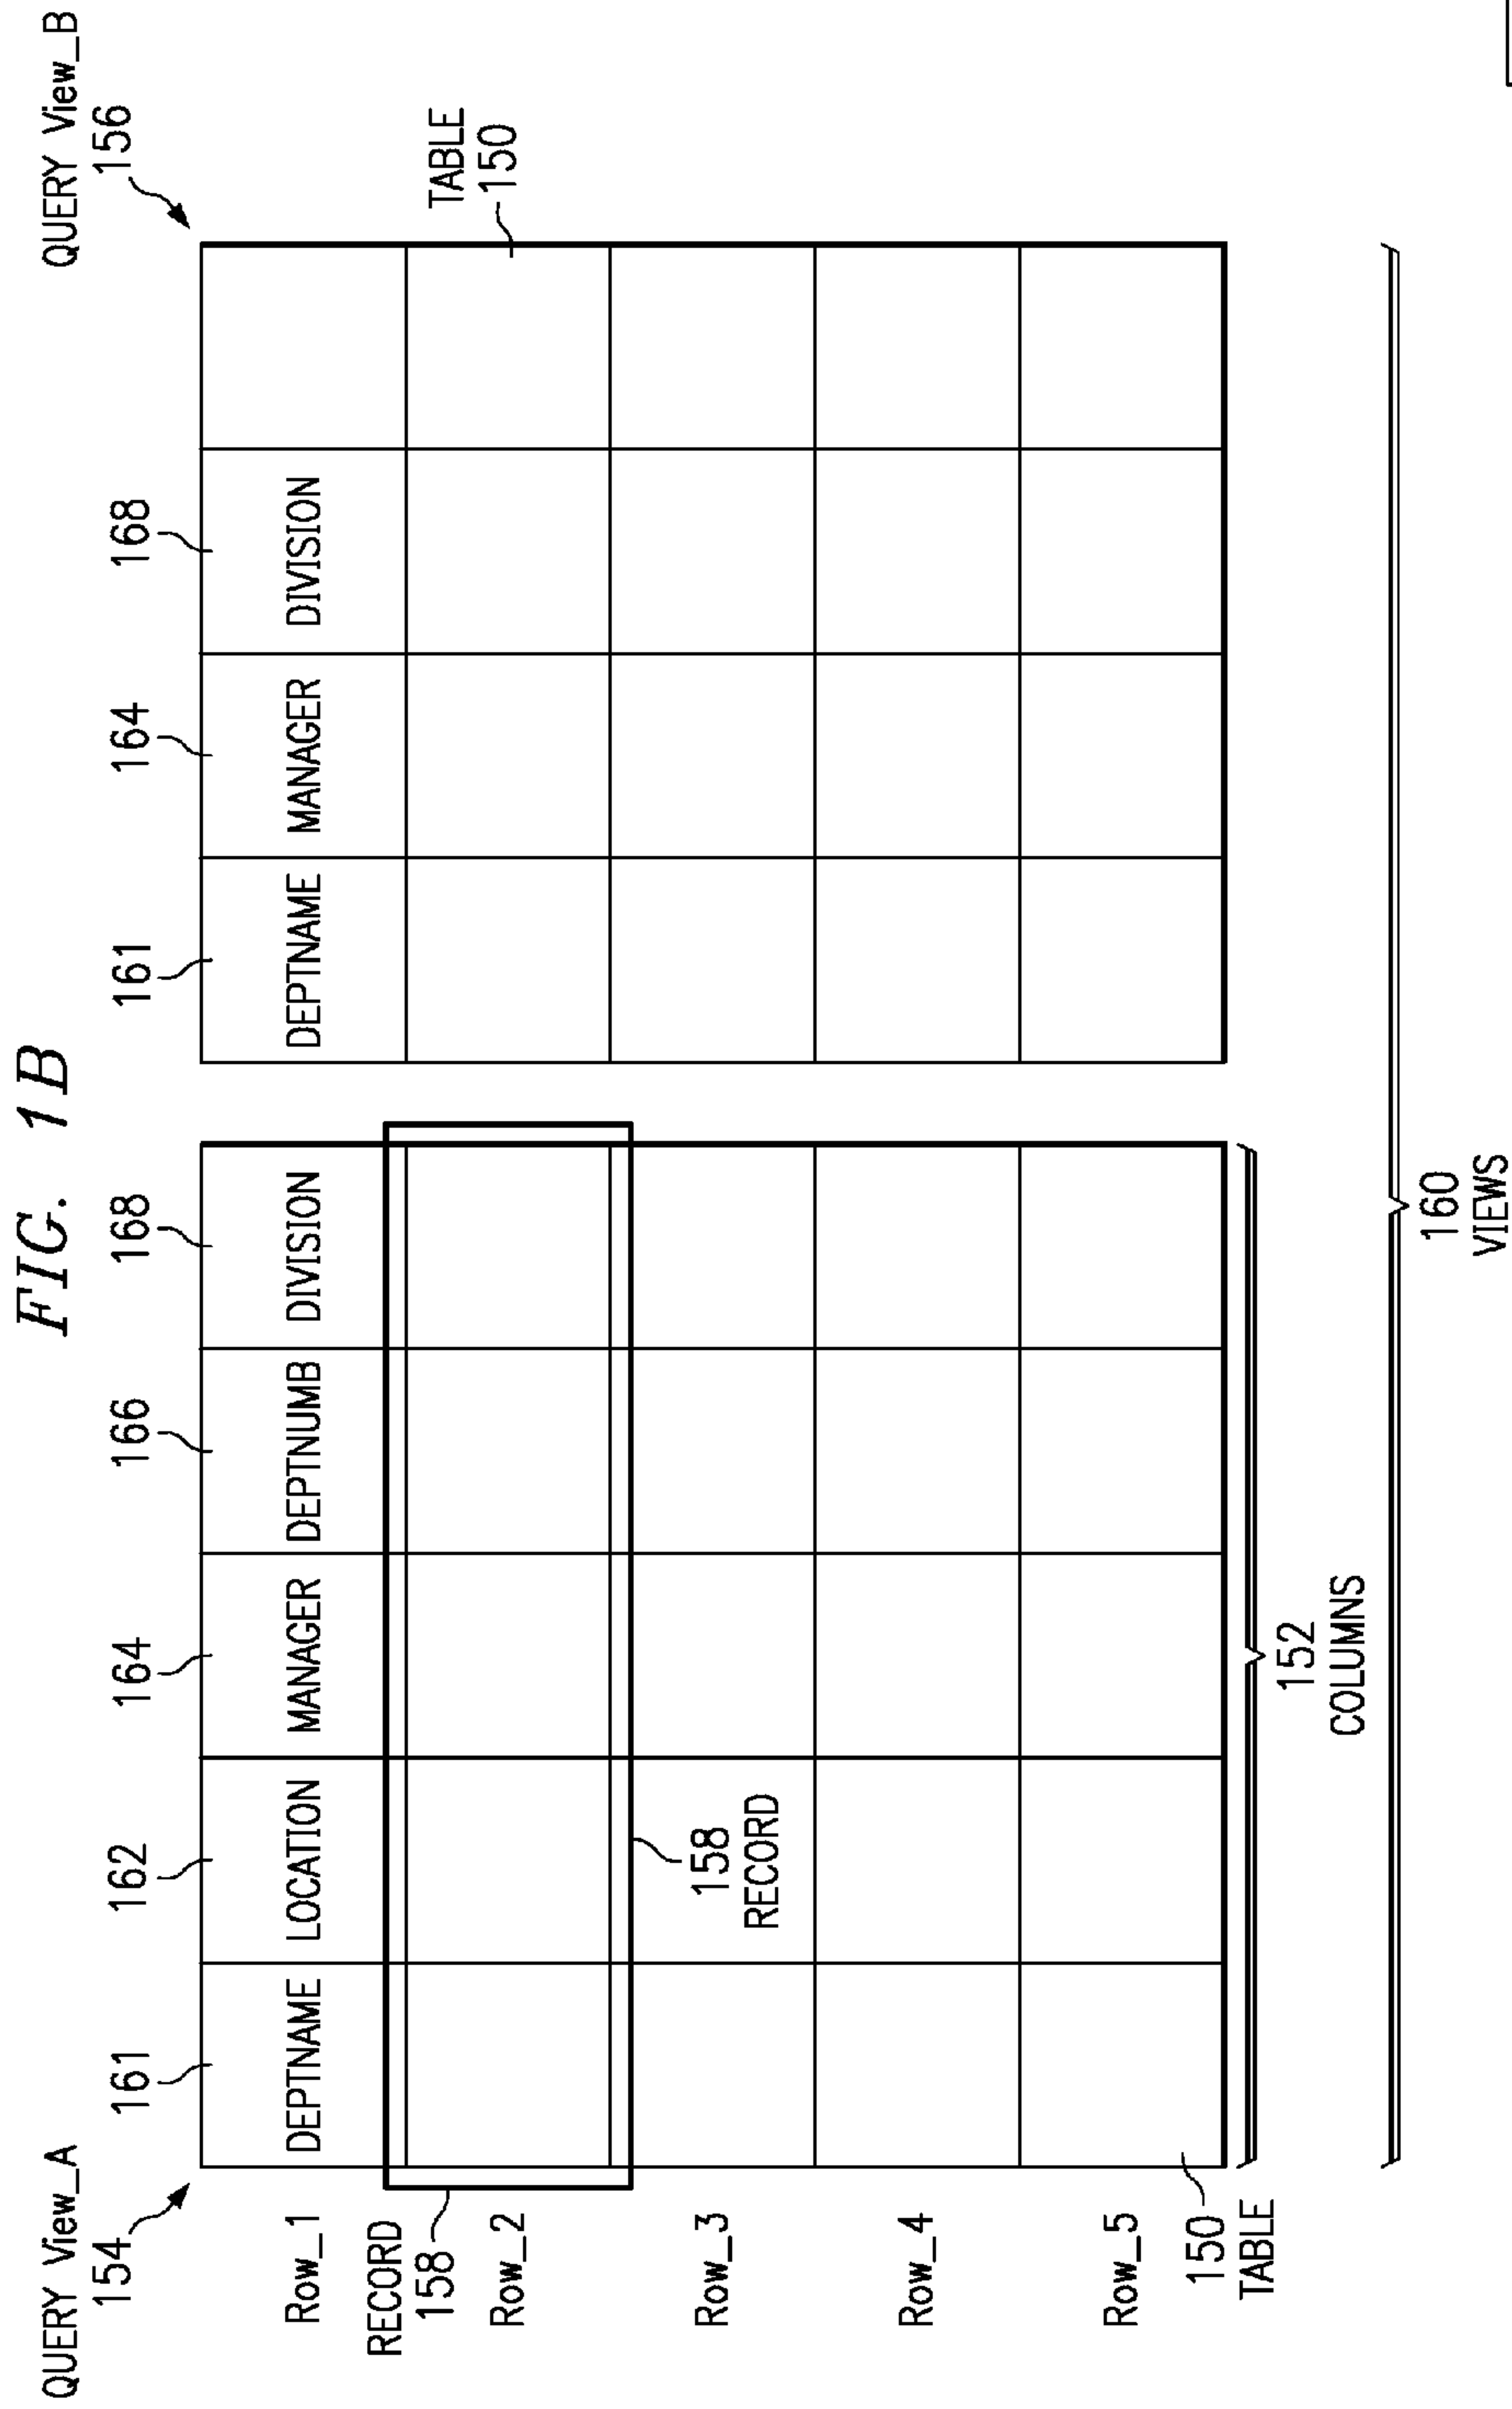 FIG. 1B
QUERY View_A
154
QUERY View_B
156
161 162 164 166 168 161 164 168
Row_1 DEPTNAME LOCATION MANAGER DEPTNUMB DIVISION DEPTNAME MANAGER DIVISION
RECORD
158
Row_2
TABLE
150
Row_3
158
RECORD
Row_4
Row_5
150
TABLE
152
COLUMNS
160
VIEWS